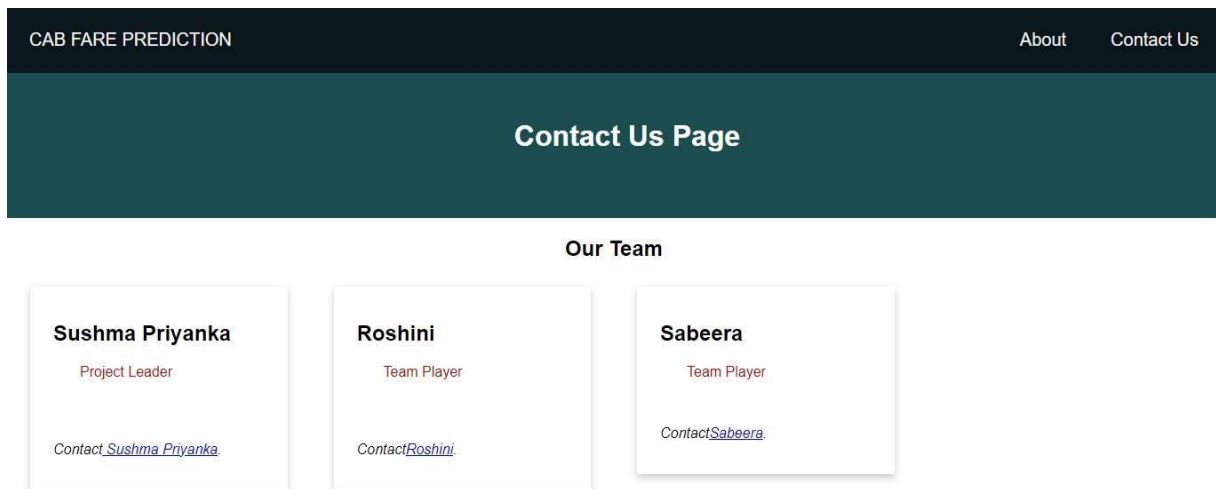 CAB FARE PREDICTION About Contact Us
Contact Us Page
Our Team
Sushma Priyanka
Project Leader
Contact Sushma Priyanka.
Roshini
Team Player
ContactRoshini.
Sabeera
Team Player
ContactSabeera.